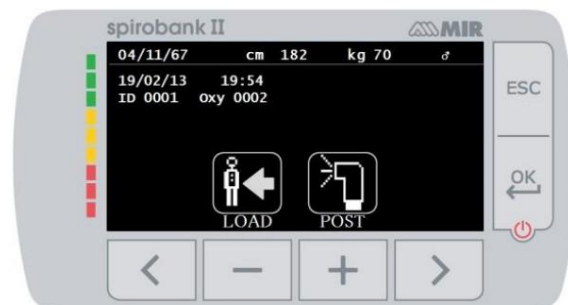 spirobank II MIR
04/11/67 cm 182 kg 70 ♂
19/02/13 19:54
ID 0001 Oxy 0002
LOAD POST
ESC
OK